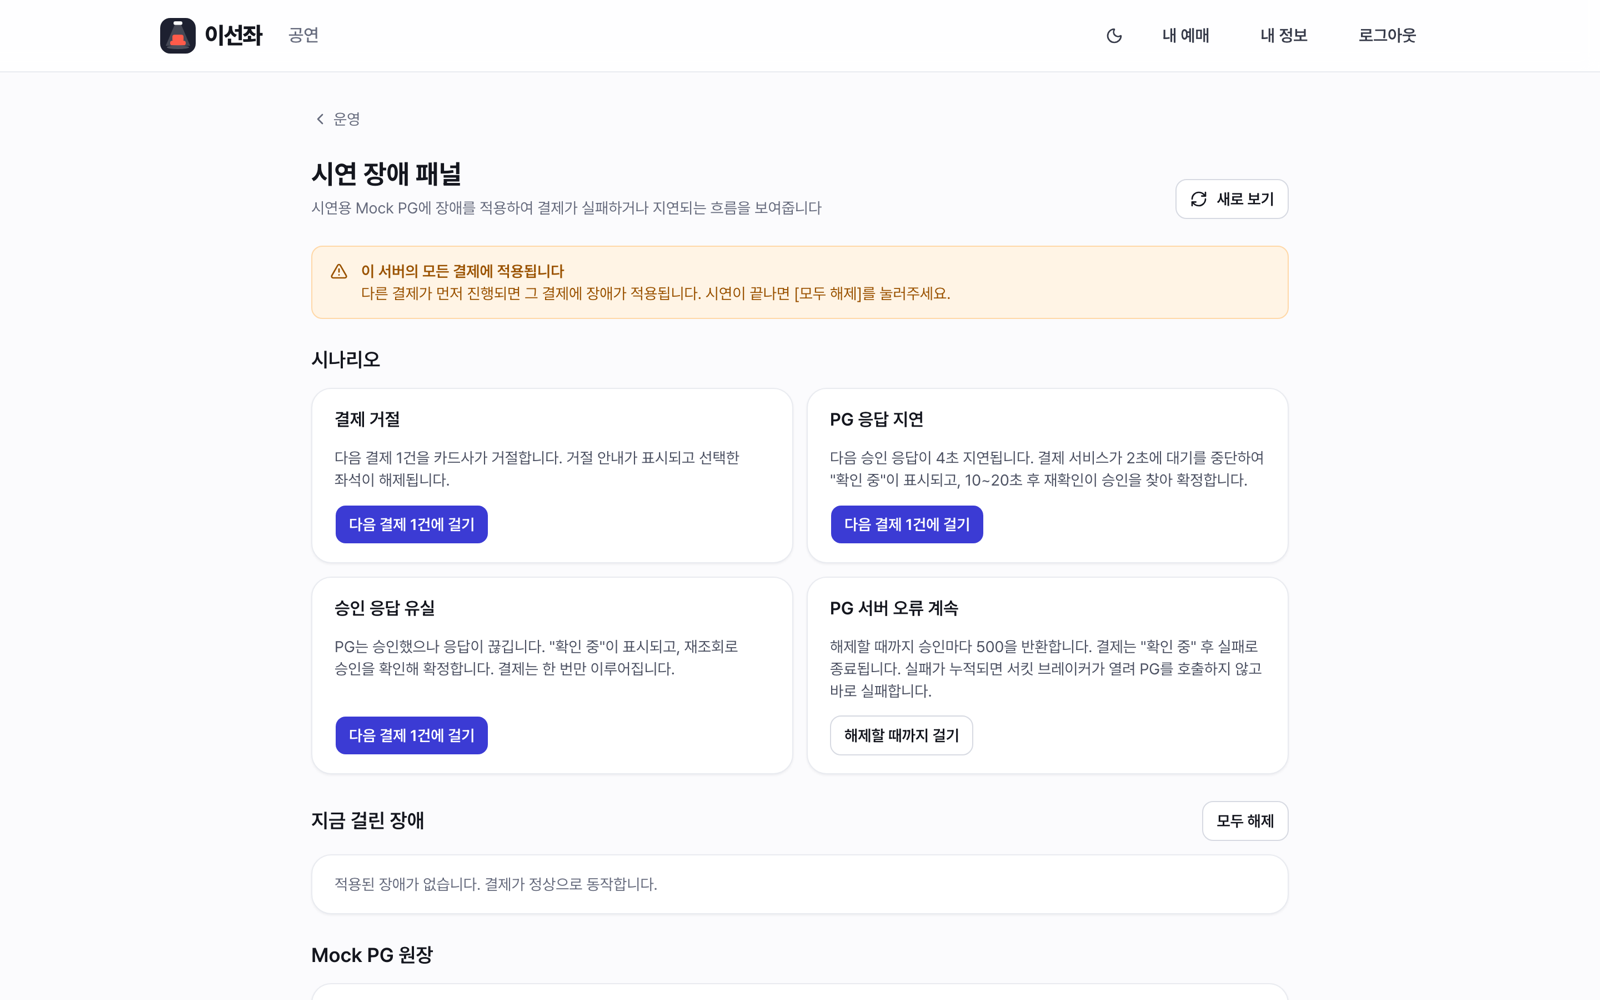 이선좌
공연
내 예매
내 정보
로그아웃
운영
시연 장애 패널
시연용 Mock PG에 장애를 적용하여 결제가 실패하거나 지연되는 흐름을 보여줍니다
새로 보기
이 서버의 모든 결제에 적용됩니다
다른 결제가 먼저 진행되면 그 결제에 장애가 적용됩니다. 시연이 끝나면 [모두 해제]를 눌러주세요.
시나리오
결제 거절
다음 결제 1건을 카드사가 거절합니다. 거절 안내가 표시되고 선택한
좌석이 해제됩니다.
다음 결제 1건에 걸기
PG 응답 지연
다음 승인 응답이 4초 지연됩니다. 결제 서비스가 2초에 대기를 중단하여
"확인 중"이 표시되고, 10~20초 후 재확인이 승인을 찾아 확정합니다.
다음 결제 1건에 걸기
승인 응답 유실
PG는 승인했으나 응답이 끊깁니다. "확인 중"이 표시되고, 재조회로
승인을 확인해 확정합니다. 결제는 한 번만 이루어집니다.
다음 결제 1건에 걸기
PG 서버 오류 계속
해제할 때까지 승인마다 500을 반환합니다. 결제는 "확인 중" 후 실패로
종료됩니다. 실패가 누적되면 서킷 브레이커가 열려 PG를 호출하지 않고
바로 실패합니다.
해제할 때까지 걸기
지금 걸린 장애
모두 해제
적용된 장애가 없습니다. 결제가 정상으로 동작합니다.
Mock PG 원장